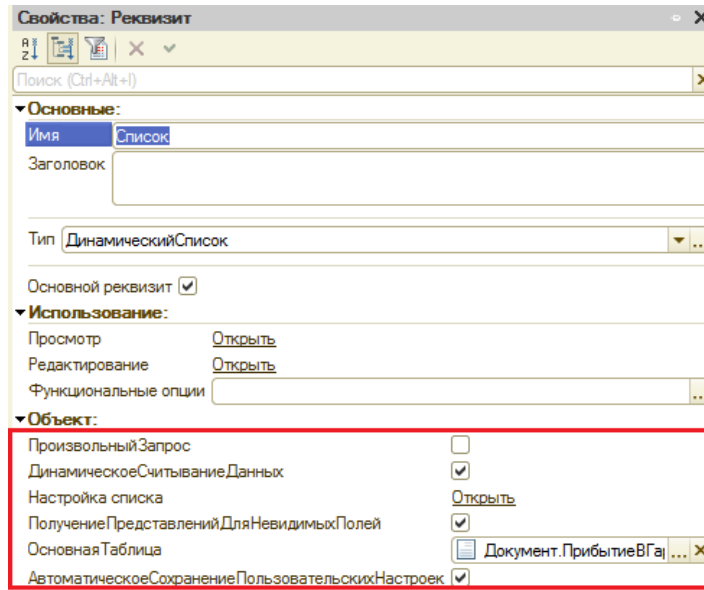 Свойства: Реквизит
Поиск (Ctrl+Alt+I)
Основные:
Имя Список
Заголовок
Тип ДинамическийСписок
Основной реквизит
Использование:
Просмотр Открыть
Редактирование Открыть
Функциональные опции
Объект:
ПроизвольныйЗапрос
ДинамическоеСчитываниеДанных
Настройка списка Открыть
ПолучениеПредставленийДляНевидимыхПолей
ОсновнаяТаблица Документ.ПрибытиеВГар
АвтоматическоеСохранениеПользовательскихНастроек